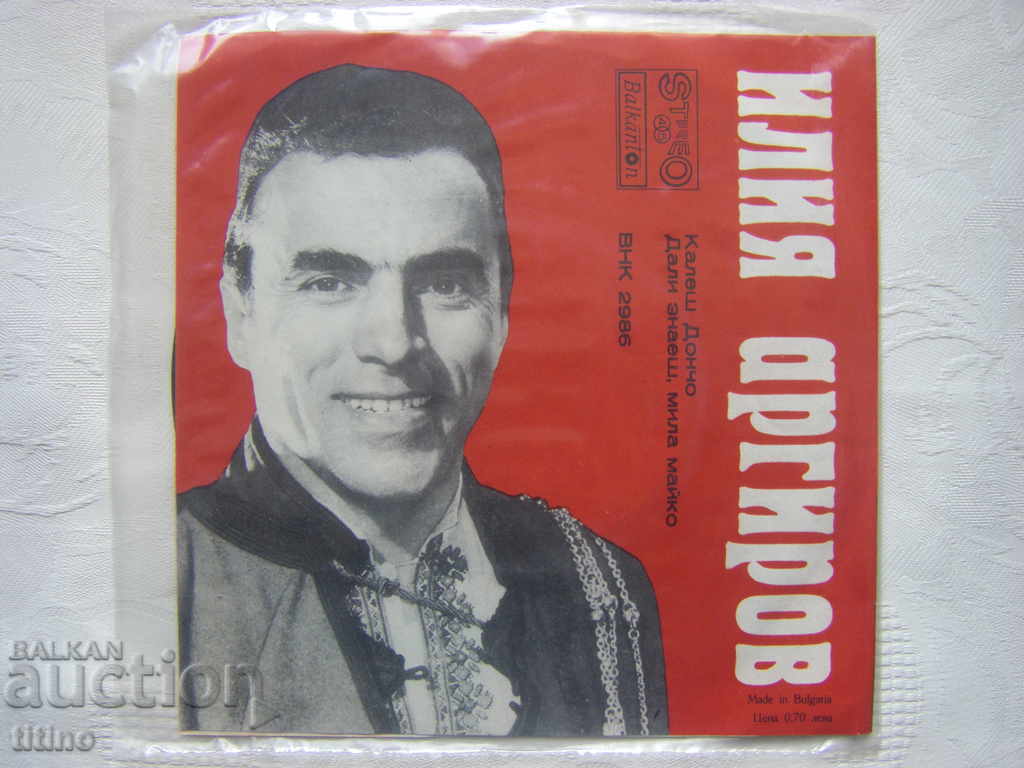 илия аргиров
STEREO
45
Balkanton
Калеш Дончо
Дали знаеш, мила майко
ВНК 2986
Made in Bulgaria
Цена 0,70 лева
BALKAN
auction
titino